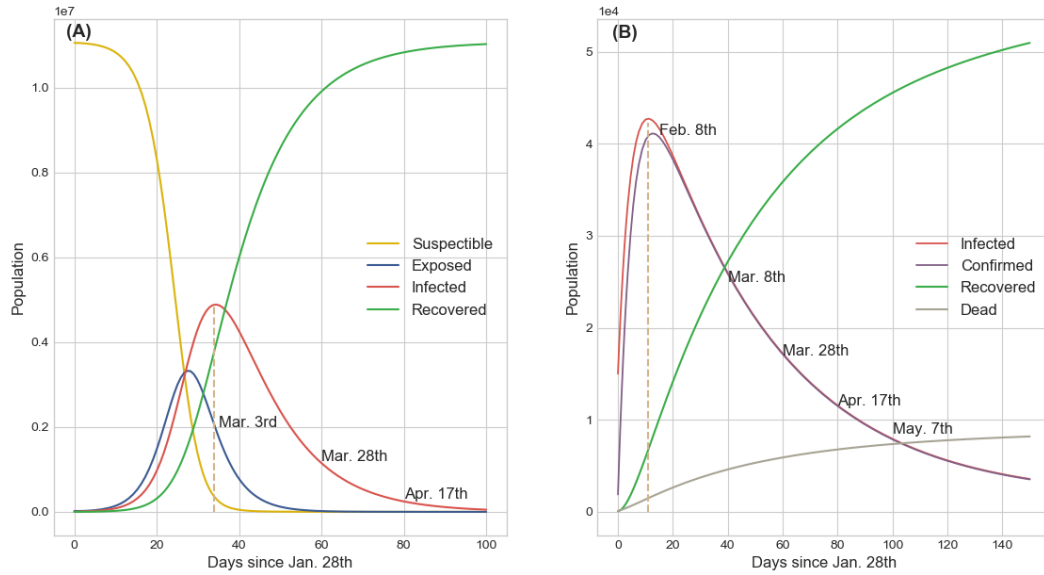 1e7
(A)
1.0
0.8
0.6
0.4
0.2
0.0
Population
Suspectible
Exposed
Infected
Recovered
Mar. 3rd
Mar. 28th
Apr. 17th
0 20 40 60 80 100
Days since Jan. 28th
1e4
(B)
5
4
3
2
1
0
Population
Feb. 8th
Infected
Confirmed
Recovered
Dead
Mar. 8th
Mar. 28th
Apr. 17th
May. 7th
0 20 40 60 80 100 120 140
Days since Jan. 28th